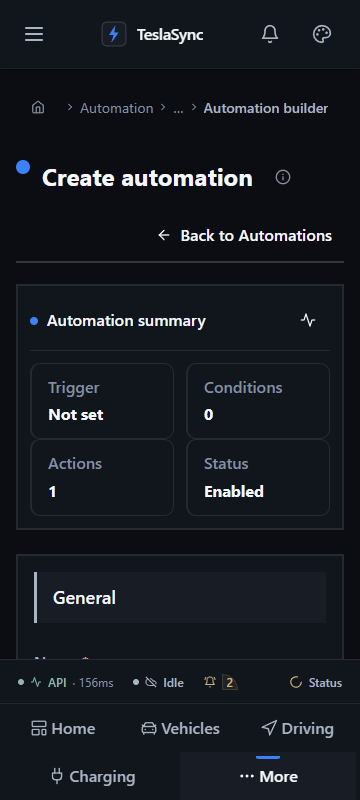 TeslaSync
Automation ... Automation builder
Create automation
Back to Automations
Automation summary
Trigger
Not set
Conditions
0
Actions
1
Status
Enabled
General
API · 156ms Idle 2 Status
Home Vehicles Driving
Charging More